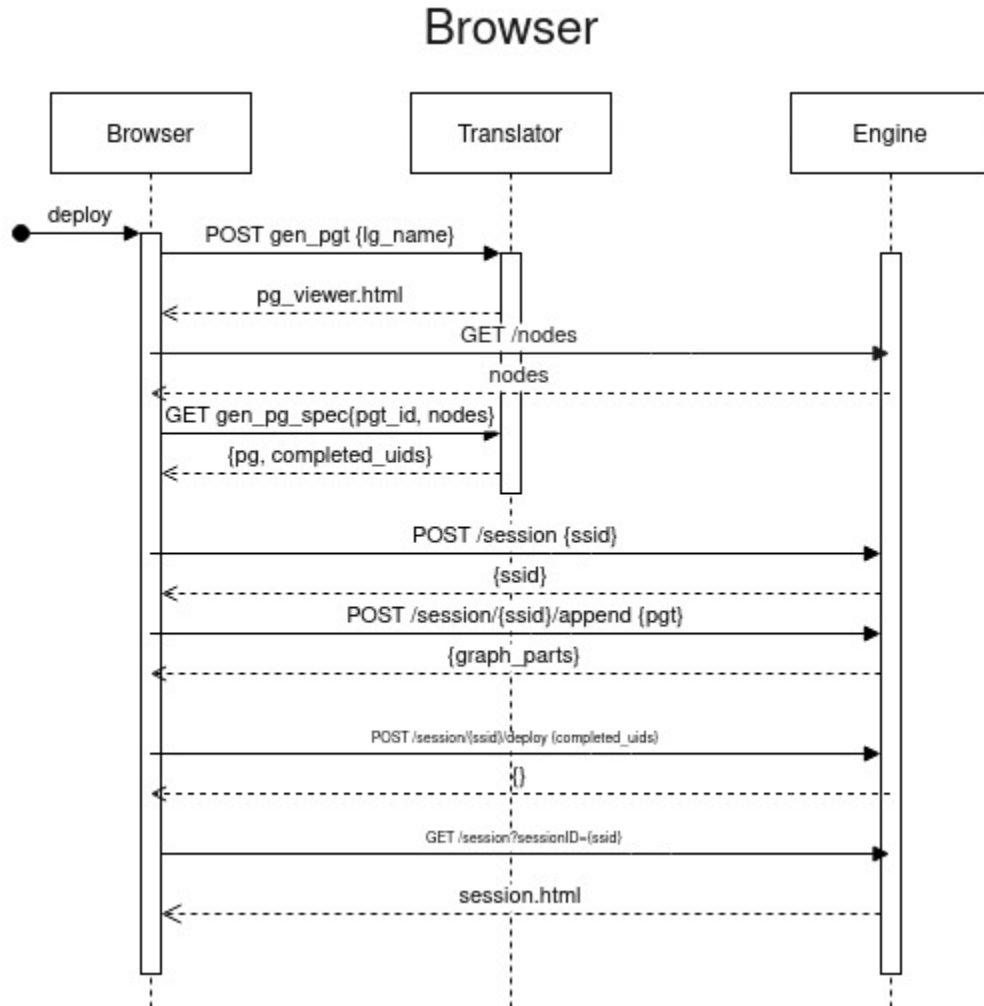 Browser
Browser
Translator
Engine
deploy
POST gen_pgt {lg_name}
pg_viewer.html
GET /nodes
nodes
GET gen_pg_spec{pgt_id, nodes}
{pg, completed_uids}
POST /session {ssid}
{ssid}
POST /session/{ssid}/append {pgt}
{graph_parts}
POST /session/{ssid}/deploy {completed_uids}
{}
GET /session?sessionID={ssid}
session.html